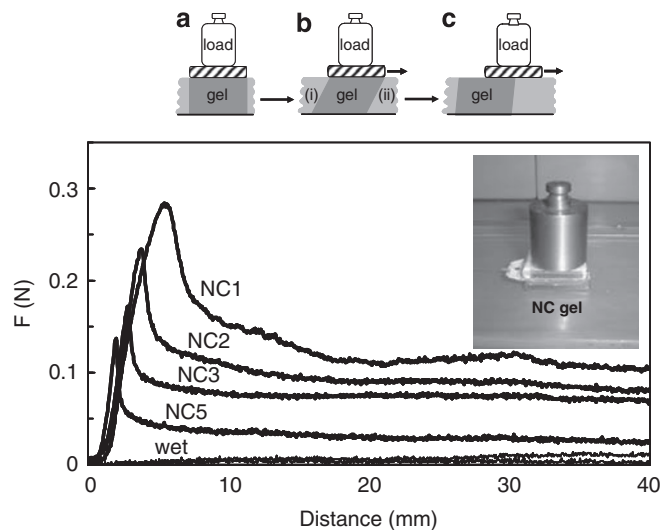 a b c
load load load
gel (i) gel (ii) gel
0.3
NC1
F (N)
0.2
NC2
NC gel
0.1
NC3
NC5
wet
0
0 10 20 30 40
Distance (mm)